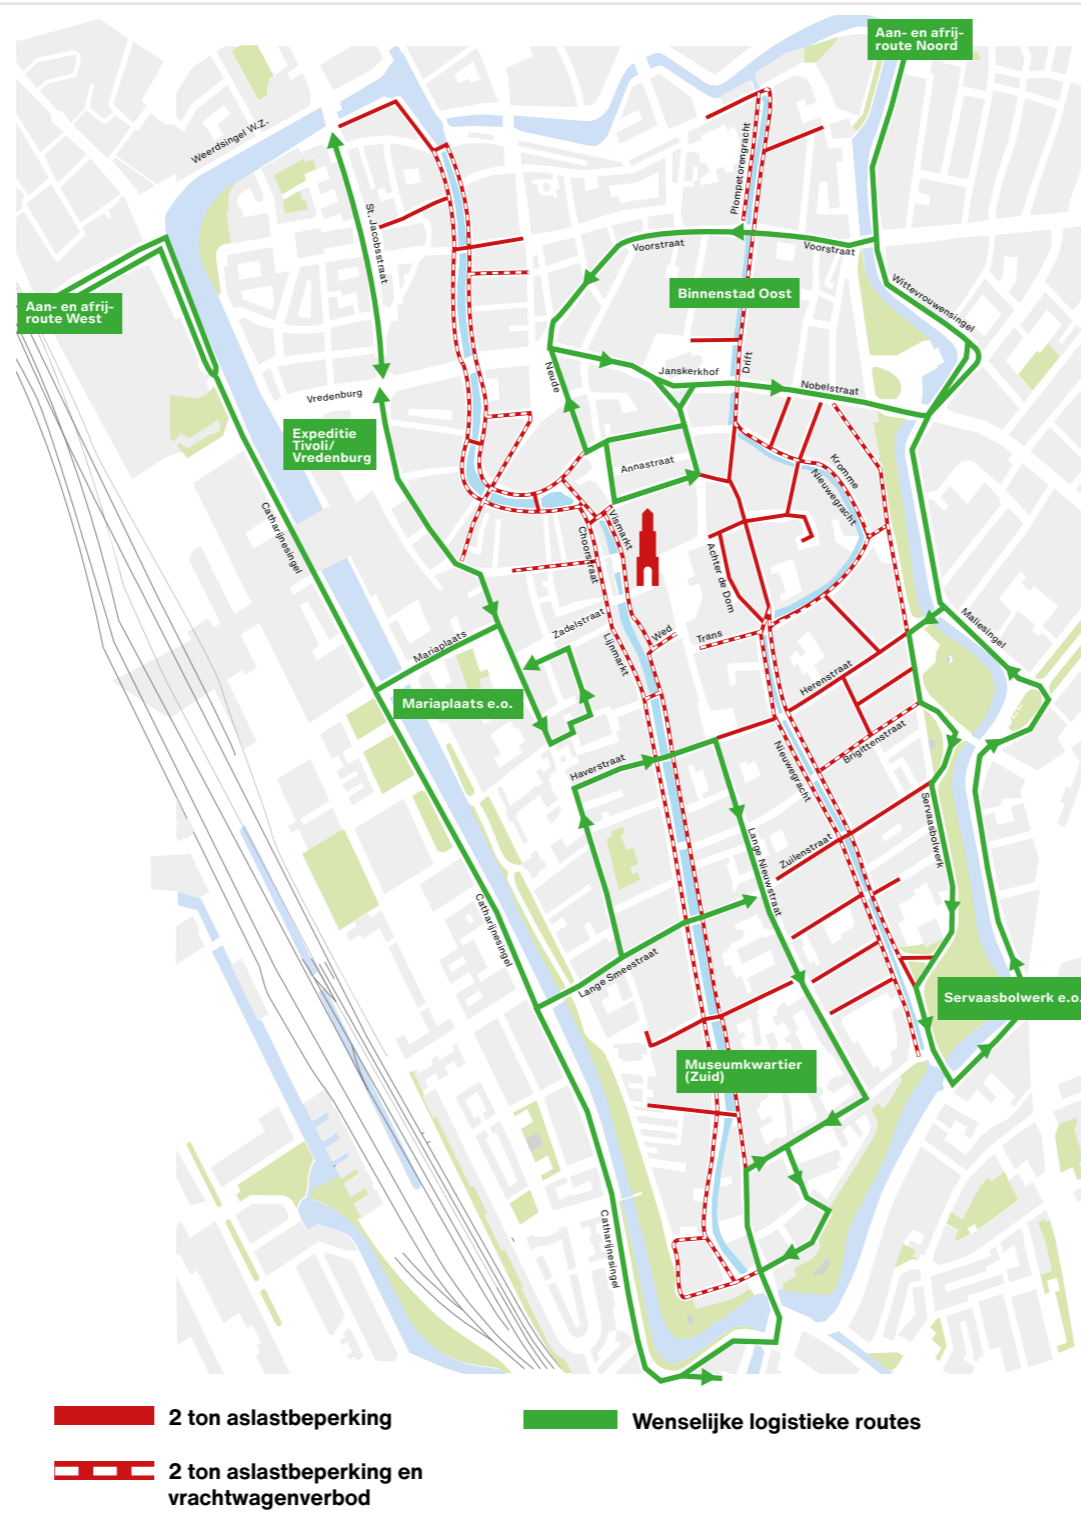 Aan- en afrij-
route Noord
Weerdsingel W.Z.
Plompetorengracht
St. Jacobsstraat
Voorstraat
Voorstraat
Wittevrouwensingel
Binnenstad Oost
Aan- en afrij-
route West
Drift
Janskerkhof
Neude
Nobelstraat
Vredenburg
Expeditie
Tivoli/
Vredenburg
Annastraat
Kromme
Nieuwegracht
Catharijnesingel
Vismarkt
Choorstraat
Achter de Dom
Zadelstraat
Maliesingel
Wed
Trans
Mariaplaats
Lijnmarkt
Herenstraat
Mariaplaats e.o.
Brigittenstraat
Haverstraat
Nieuwegracht
Servaasbolwerk
Lange Nieuwstraat
Zuilenstraat
Catharijnesingel
Lange Smeestraat
Servaasbolwerk e.o.
Museumkwartier
(Zuid)
Catharijnesingel
2 ton aslastbeperking
Wenselijke logistieke routes
2 ton aslastbeperking en
vrachtwagenverbod